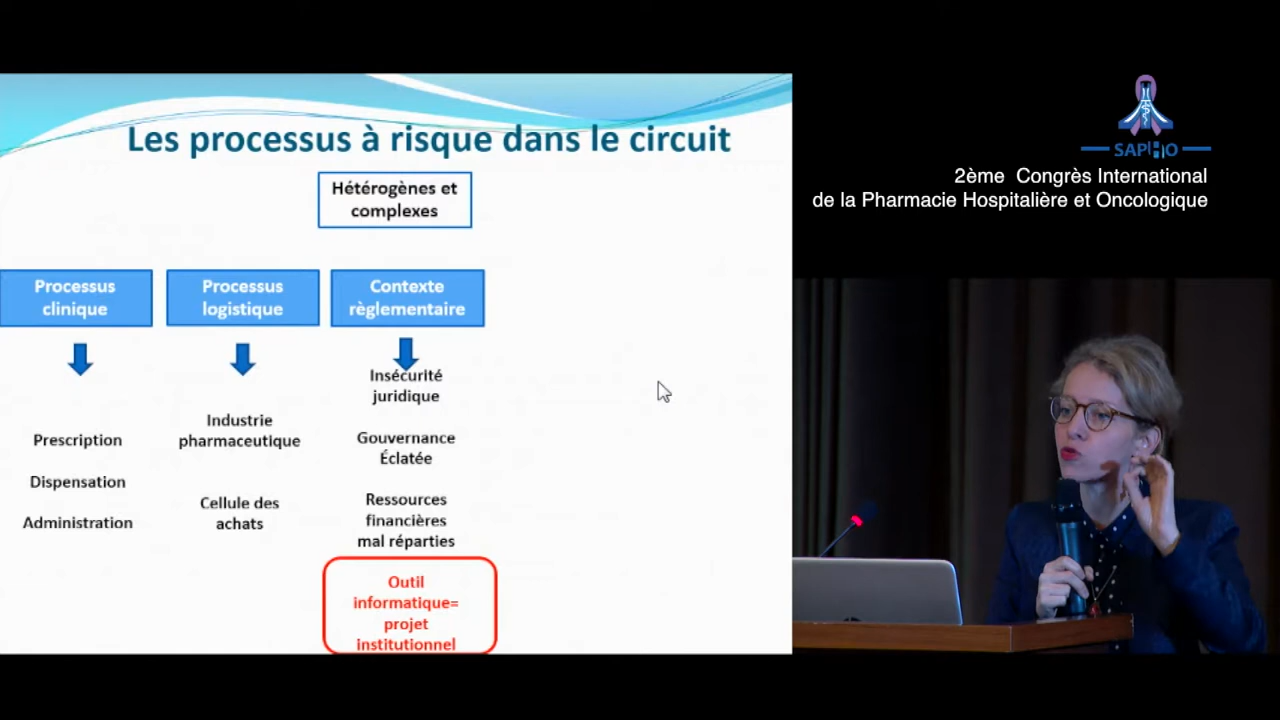 Les processus à risque dans le circuit
Hétérogènes et
complexes
Processus
clinique
Prescription
Dispensation
Administration
Processus
logistique
Industrie
pharmaceutique
Cellule des
achats
Contexte
règlementaire
Insécurité
juridique
Gouvernance
Éclatée
Ressources
financières
mal réparties
Outil
informatique=
projet
institutionnel
SAPHO
2ème Congrès International
de la Pharmacie Hospitalière et Oncologique